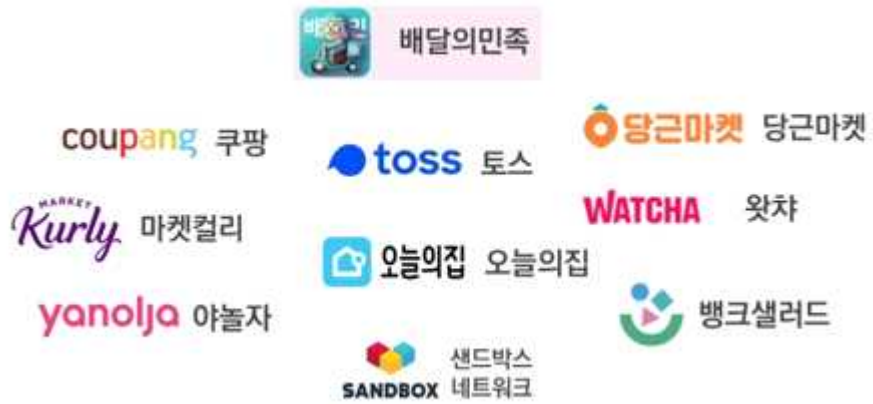 배달의민족
coupang 쿠팡
toss 토스
당근마켓 당근마켓
MARKET
Kurly 마켓컬리
WATCHA 왓챠
오늘의집 오늘의집
yanolja 야놀자
뱅크샐러드
샌드박스
SANDBOX 네트워크